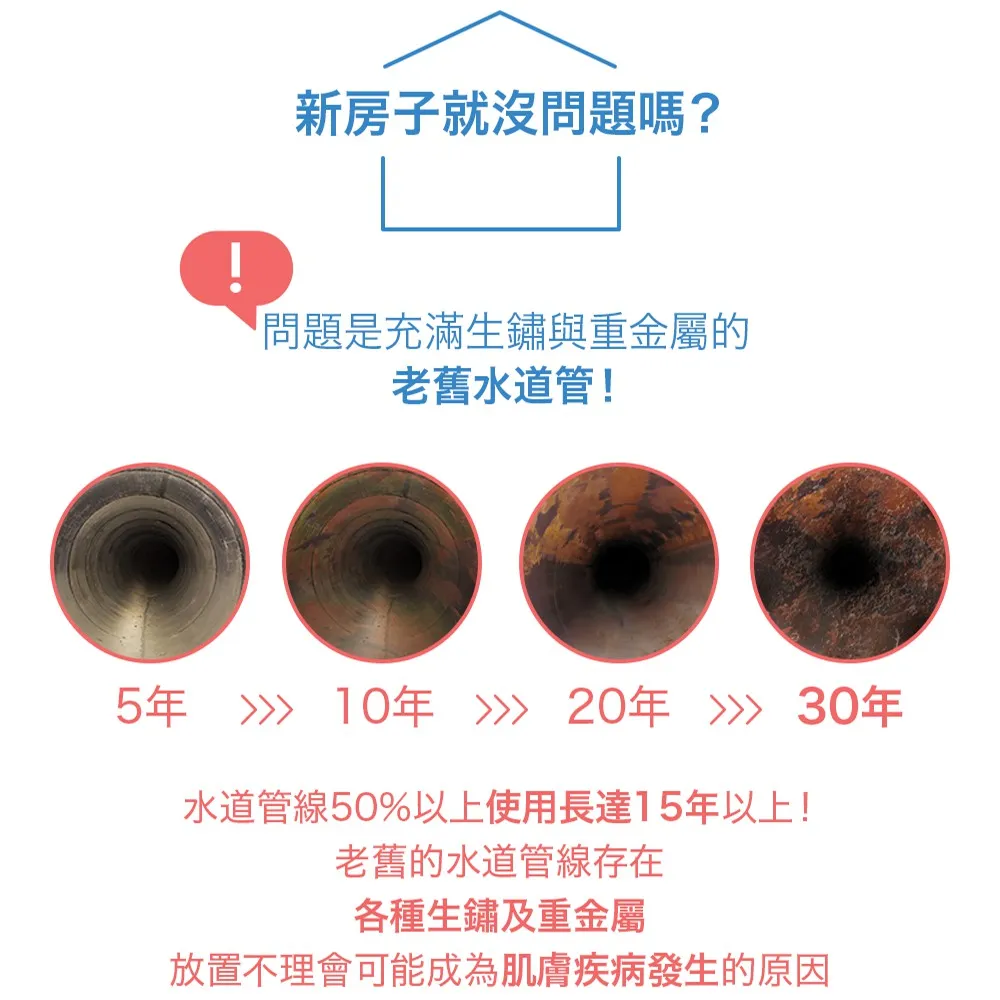 新房子就沒問題嗎？
!
問題是充滿生鏽與重金屬的
老舊水道管！
5年 >>> 10年 >>> 20年 >>> 30年
水道管線50%以上使用長達15年以上！
老舊的水道管線存在
各種生鏽及重金屬
放置不理會可能成為肌膚疾病發生的原因